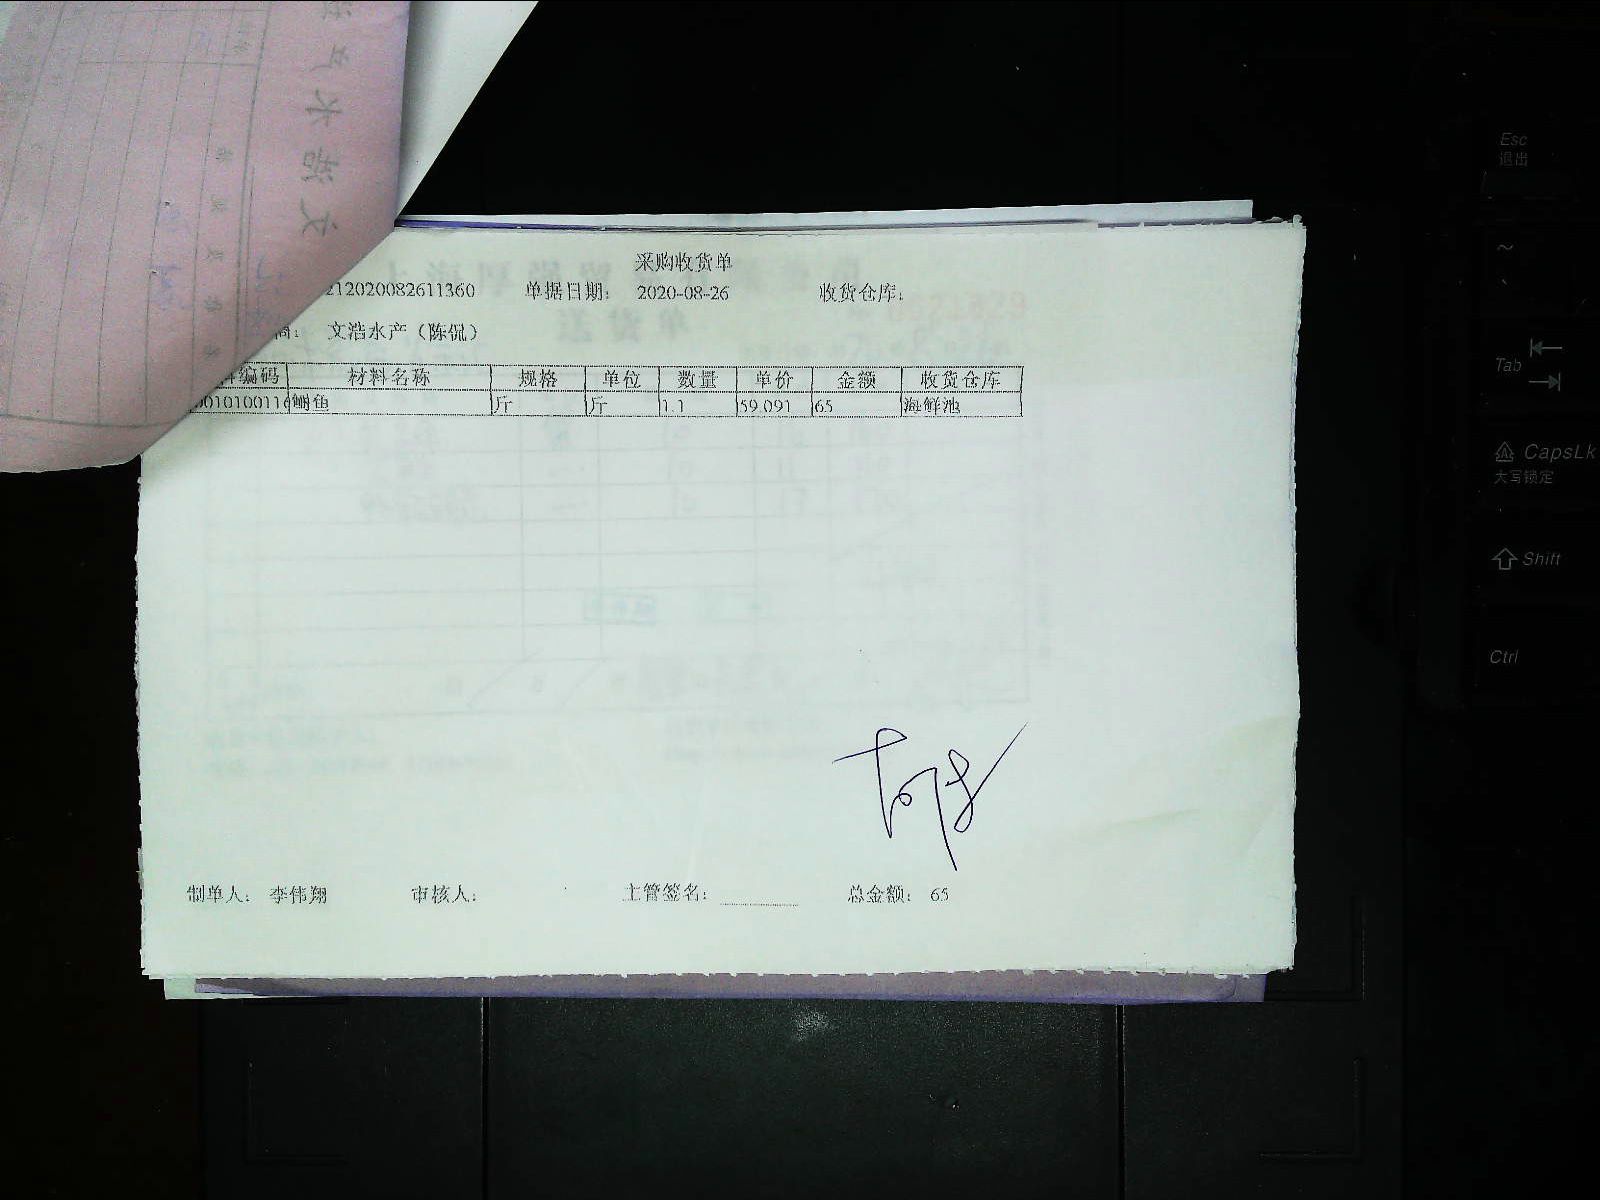 采购收货单
212020082611360 单据日期: 2020-08-26 收货仓库:
商: 文浩水产（陈侃）
编码 材料名称 规格 单位 数量 单价 金额 收货仓库
001010011 鲥鱼 斤 斤 1.1 59.091 65 海鲜池
制单人: 李伟翔 审核人: 主管签名: 总金额: 65
Esc
退出
~
Tab
CapsLk
大写锁定
Shift
Ctrl